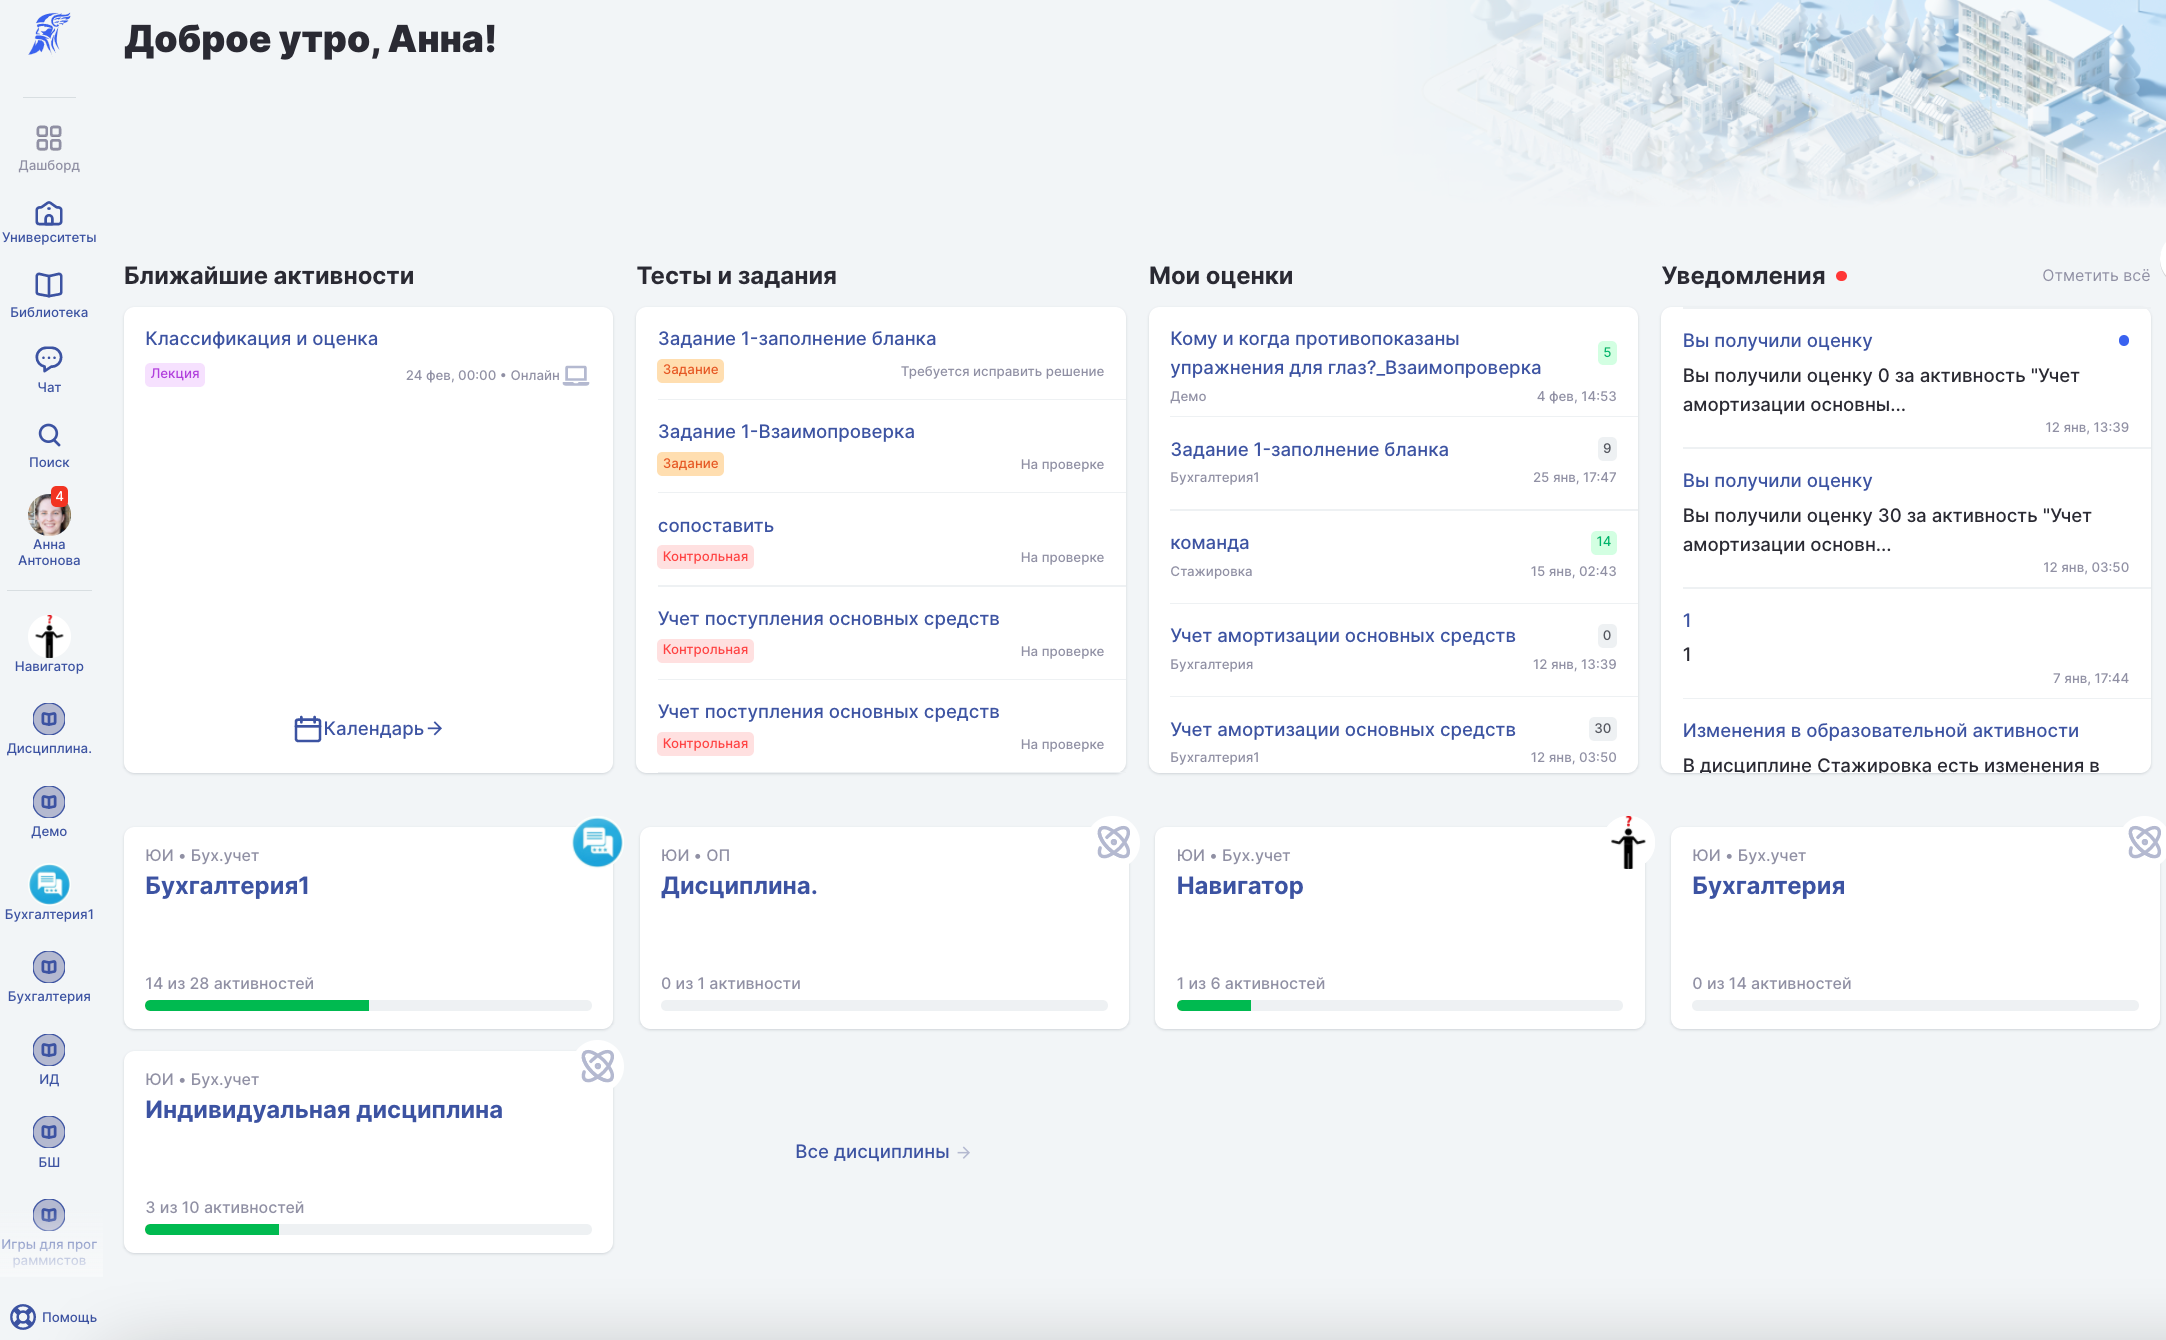 Доброе утро, Анна!
Дашборд
Университеты
Библиотека
Чат
Поиск
4
Анна
Антонова
?
Навигатор
Дисциплина.
Демо
Бухгалтерия1
Бухгалтерия
ИД
БШ
Игры для прог
раммистов
Помощь
Ближайшие активности
Классификация и оценка
Лекция
24 фев, 00:00 • Онлайн
Календарь
Тесты и задания
Задание 1-заполнение бланка
Задание
Требуется исправить решение
Задание 1-Взаимопроверка
Задание
На проверке
сопоставить
Контрольная
На проверке
Учет поступления основных средств
Контрольная
На проверке
Учет поступления основных средств
Контрольная
На проверке
Мои оценки
Кому и когда противопоказаны
упражнения для глаз?_Взаимопроверка
5
Демо
4 фев, 14:53
Задание 1-заполнение бланка
9
Бухгалтерия1
25 янв, 17:47
команда
14
Стажировка
15 янв, 02:43
Учет амортизации основных средств
0
Бухгалтерия
12 янв, 13:39
Учет амортизации основных средств
30
Бухгалтерия1
12 янв, 03:50
Уведомления
Отметить всё
Вы получили оценку
Вы получили оценку 0 за активность "Учет
амортизации основны...
12 янв, 13:39
Вы получили оценку
Вы получили оценку 30 за активность "Учет
амортизации основн...
12 янв, 03:50
1
1
7 янв, 17:44
Изменения в образовательной активности
В дисциплине Стажировка есть изменения в
ЮИ • Бух.учет
Бухгалтерия1
14 из 28 активностей
ЮИ • ОП
Дисциплина.
0 из 1 активности
?
ЮИ • Бух.учет
Навигатор
1 из 6 активностей
ЮИ • Бух.учет
Бухгалтерия
0 из 14 активностей
ЮИ • Бух.учет
Индивидуальная дисциплина
3 из 10 активностей
Все дисциплины